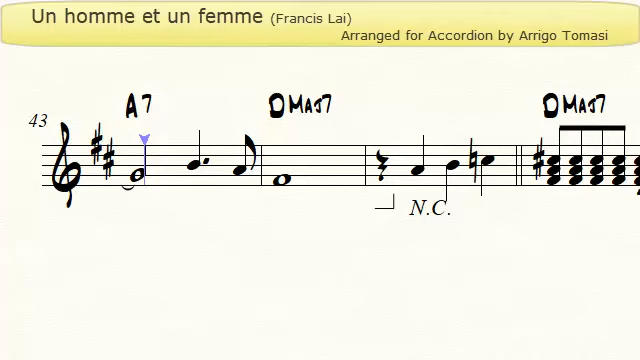 Un homme et un femme (Francis Lai)
Arranged for Accordion by Arrigo Tomasi
A7 DMAJ7 DMAJ7
43
N.C.